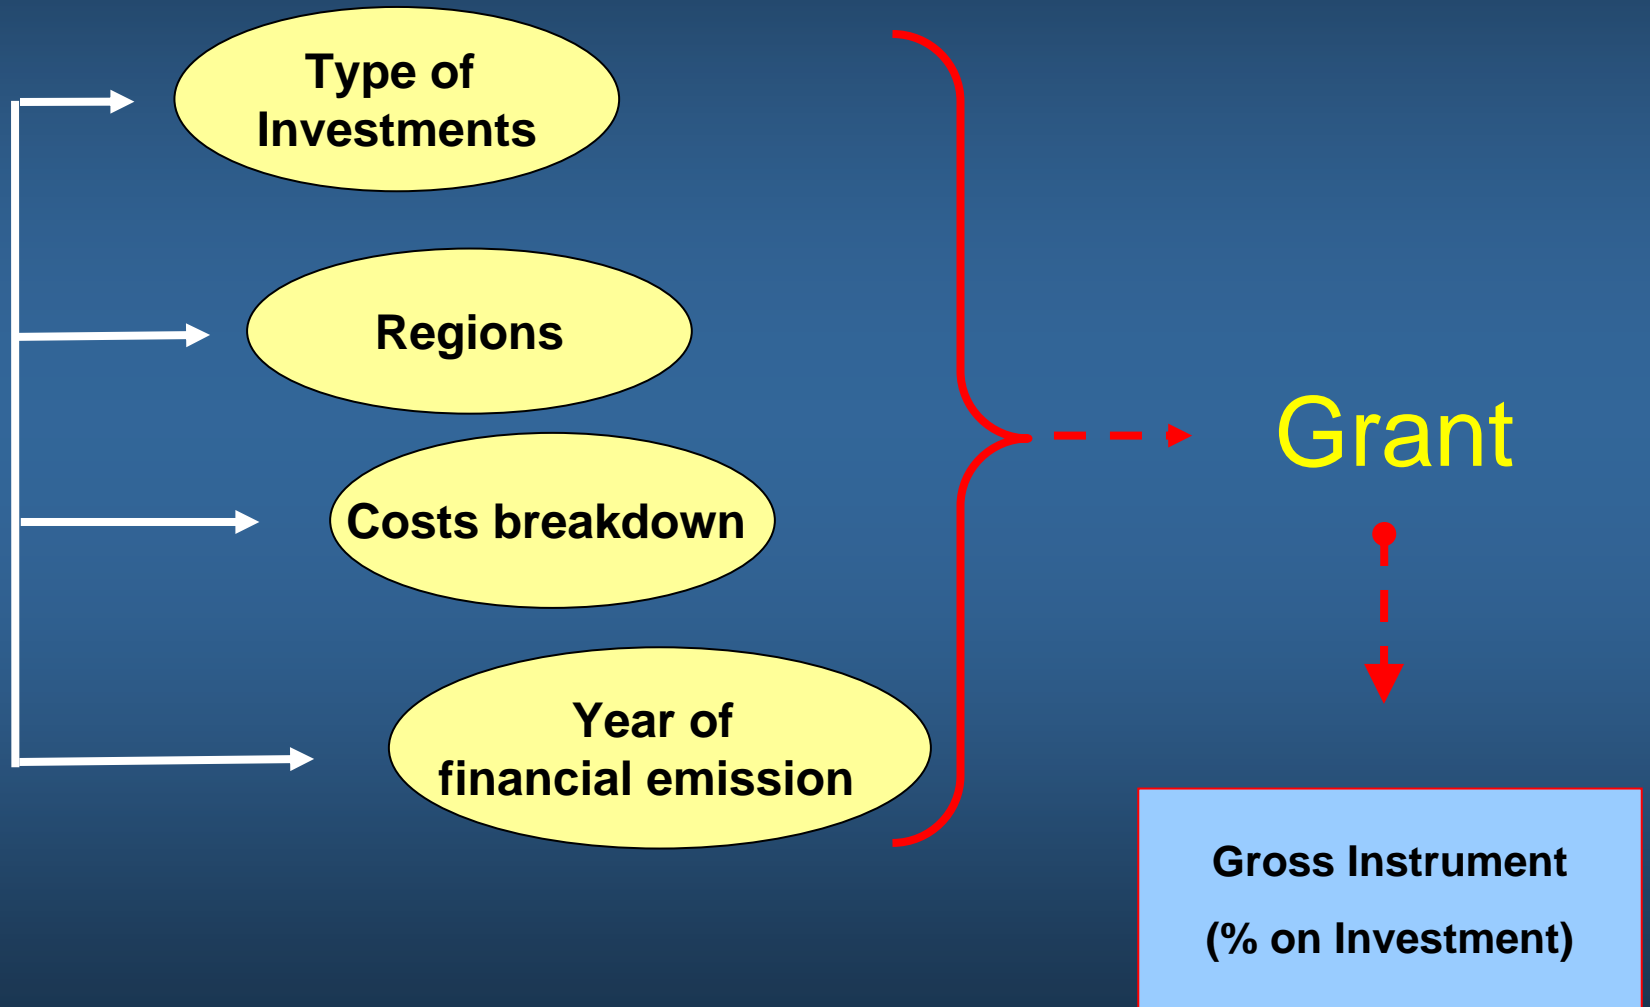 Type of
Investments
Regions
Costs breakdown
Year of
financial emission
Grant
Gross Instrument
(% on Investment)